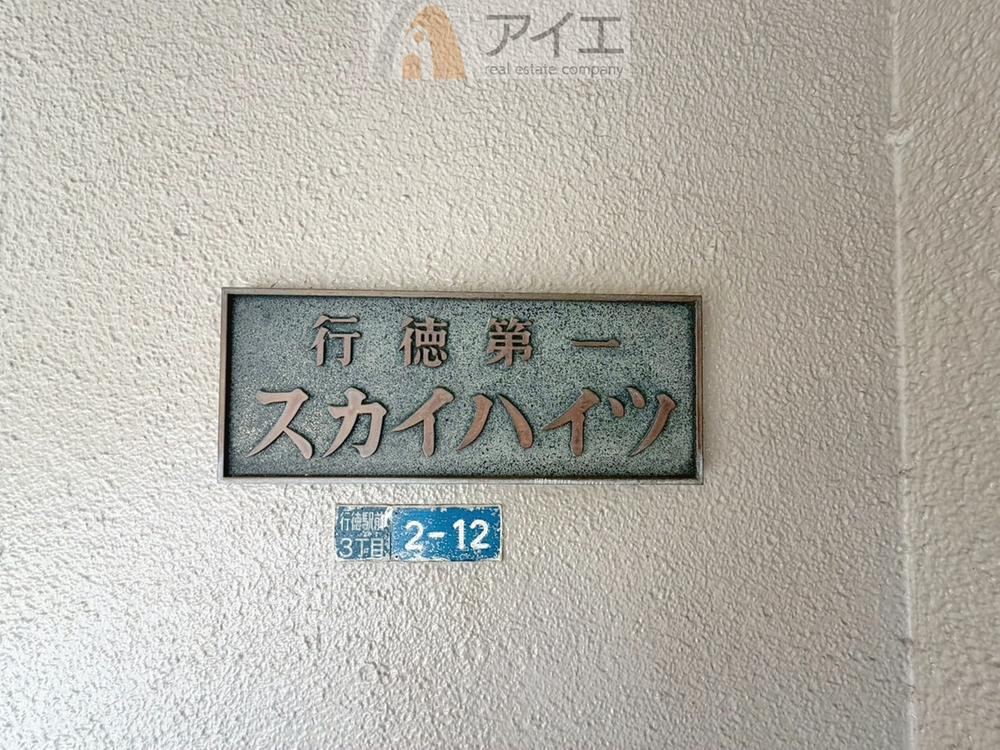 アイエ
real estate company
行徳第一
スカイハイツ
行徳駅前
3丁目
2-12